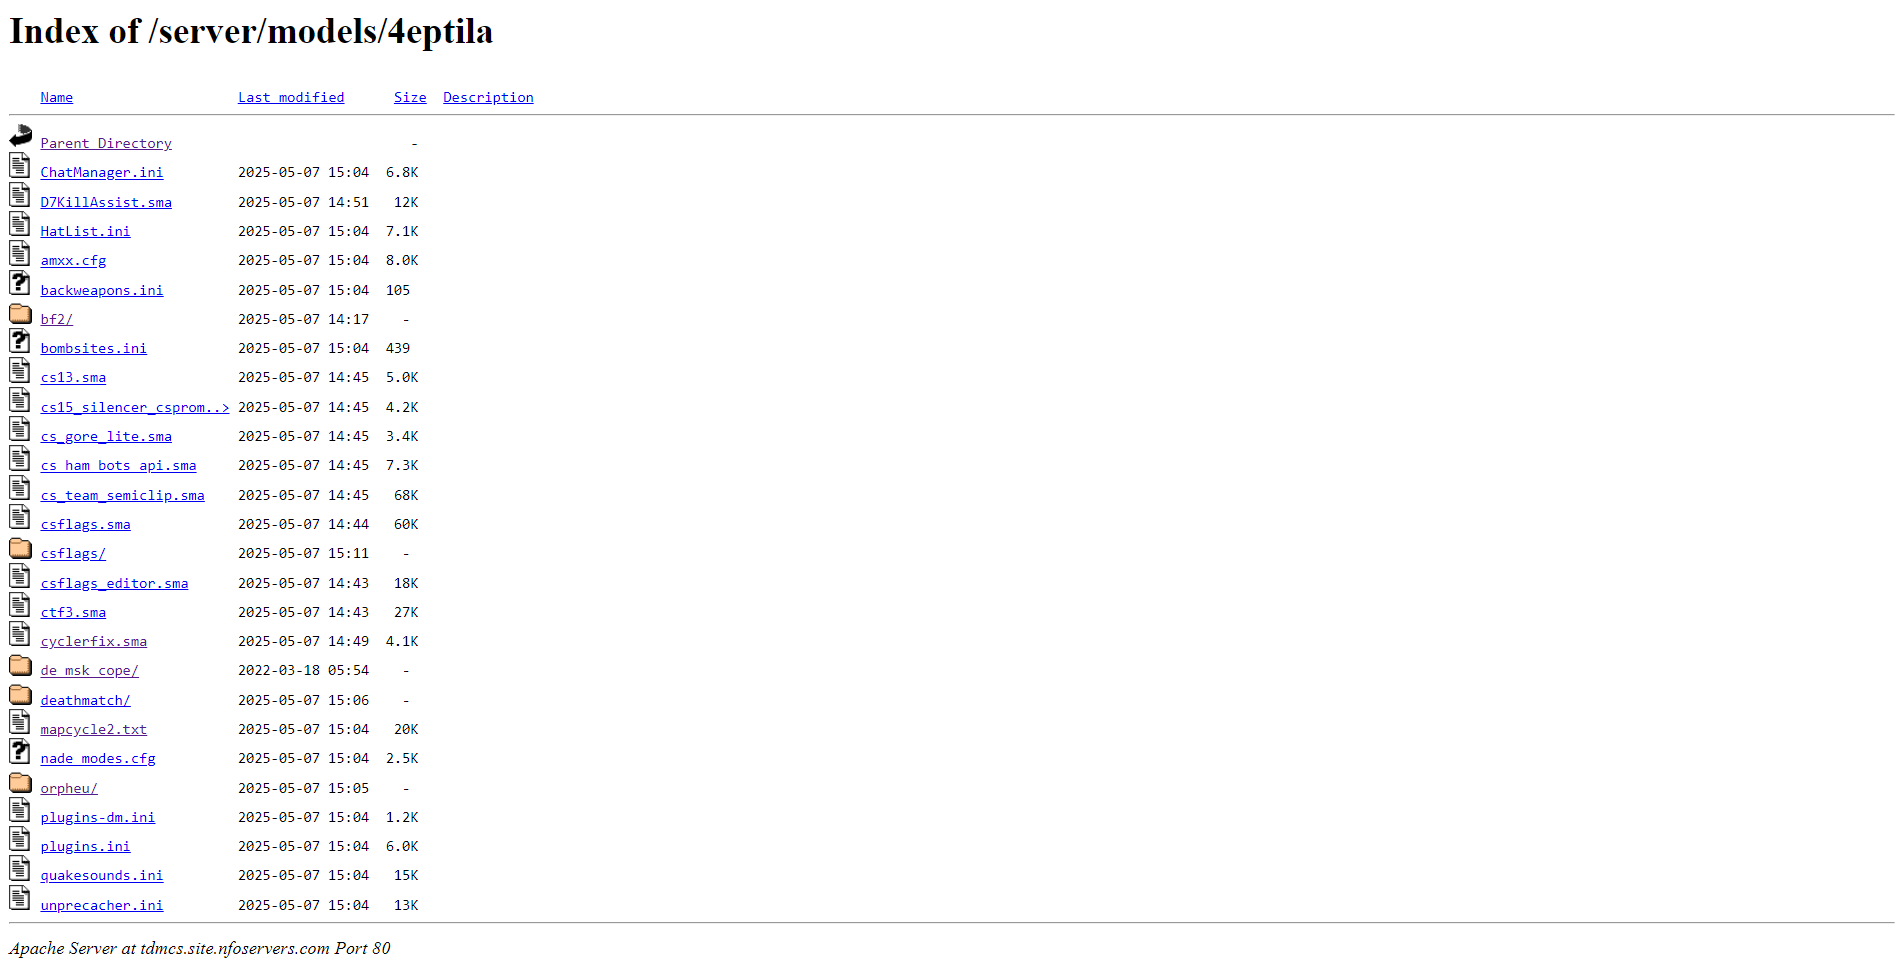 Index of /server/models/4eptila
Name Last modified Size Description
Parent Directory -
ChatManager.ini 2025-05-07 15:04 6.8K
D7KillAssist.sma 2025-05-07 14:51 12K
HatList.ini 2025-05-07 15:04 7.1K
amxx.cfg 2025-05-07 15:04 8.0K
backweapons.ini 2025-05-07 15:04 105
bf2/ 2025-05-07 14:17 -
bombsites.ini 2025-05-07 15:04 439
cs13.sma 2025-05-07 14:45 5.0K
cs15_silencer_csprom..> 2025-05-07 14:45 4.2K
cs_gore_lite.sma 2025-05-07 14:45 3.4K
cs_ham_bots_api.sma 2025-05-07 14:45 7.3K
cs_team_semiclip.sma 2025-05-07 14:45 68K
csflags.sma 2025-05-07 14:44 60K
csflags/ 2025-05-07 15:11 -
csflags_editor.sma 2025-05-07 14:43 18K
ctf3.sma 2025-05-07 14:43 27K
cyclerfix.sma 2025-05-07 14:49 4.1K
de_msk_cope/ 2022-03-18 05:54 -
deathmatch/ 2025-05-07 15:06 -
mapcycle2.txt 2025-05-07 15:04 20K
nade_modes.cfg 2025-05-07 15:04 2.5K
orpheu/ 2025-05-07 15:05 -
plugins-dm.ini 2025-05-07 15:04 1.2K
plugins.ini 2025-05-07 15:04 6.0K
quakesounds.ini 2025-05-07 15:04 15K
unprecacher.ini 2025-05-07 15:04 13K
Apache Server at tdmcs.site.nfoservers.com Port 80